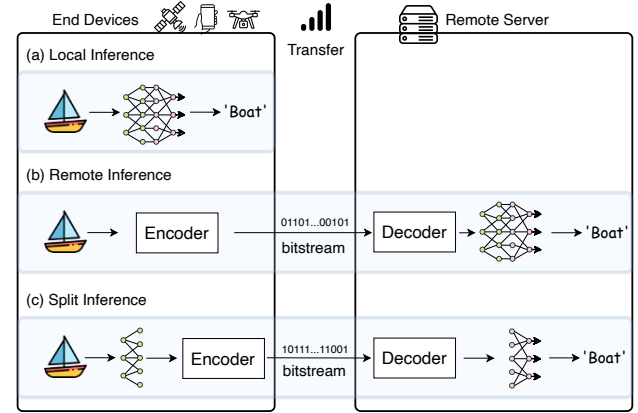 End Devices
Transfer
Remote Server
(a) Local Inference
'Boat'
(b) Remote Inference
Encoder
01101...00101
bitstream
Decoder
'Boat'
(c) Split Inference
Encoder
10111...11001
bitstream
Decoder
'Boat'